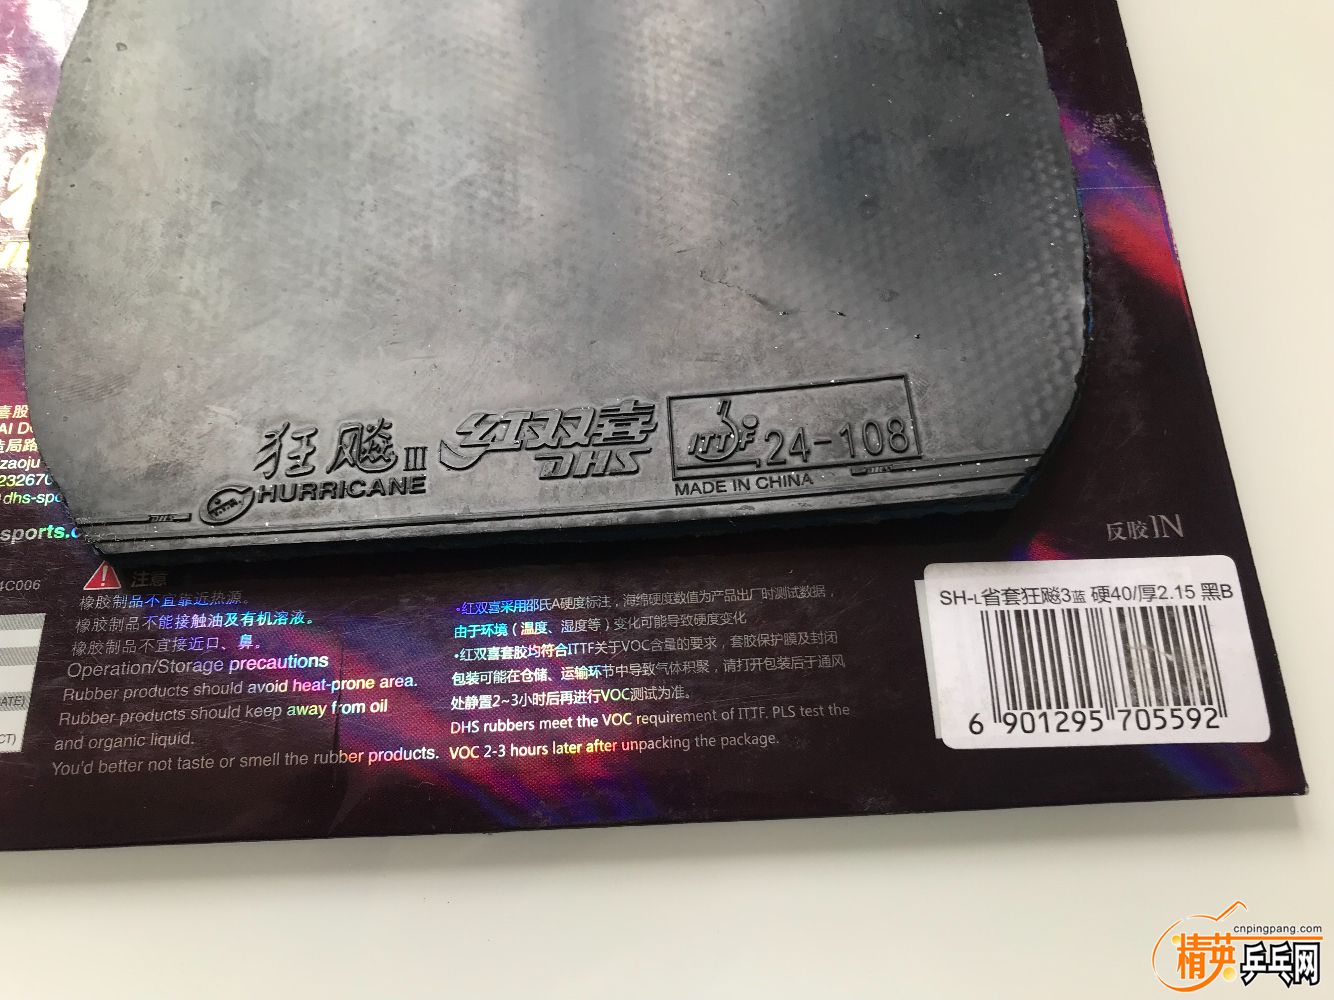 狂飚III
HURRICANE
红双喜
DHS
ITTF 24-108
MADE IN CHINA
DHS
DHS
喜股
造局路
zaoju
dhs-spo
sports.c
4C006
反胶IN
注意
橡胶制品不宜靠近热源。
橡胶制品不能接触油及有机溶液。
橡胶制品不宜接近口、鼻。
Operation/Storage precautions
Rubber products should avoid heat-prone area.
Rubber products should keep away from oil
and organic liquid.
You'd better not taste or smell the rubber products.
•红双喜采用邵氏A硬度标注，海绵硬度数值为产品出厂时测试数据，
由于环境（温度、湿度等）变化可能导致硬度变化
•红双喜套胶均符合ITTF关于VOC含量的要求，套胶保护膜及封闭
包装可能在仓储、运输环节中导致气体积聚，请打开包装后于通风
处静置2~3小时后再进行VOC测试为准。
DHS rubbers meet the VOC requirement of ITTF. PLS test the
VOC 2-3 hours later after unpacking the package.
SH-L省套狂飚3蓝 硬40/厚2.15 黑B
6 901295 705592
cnpingpang.com
精英乒乓网